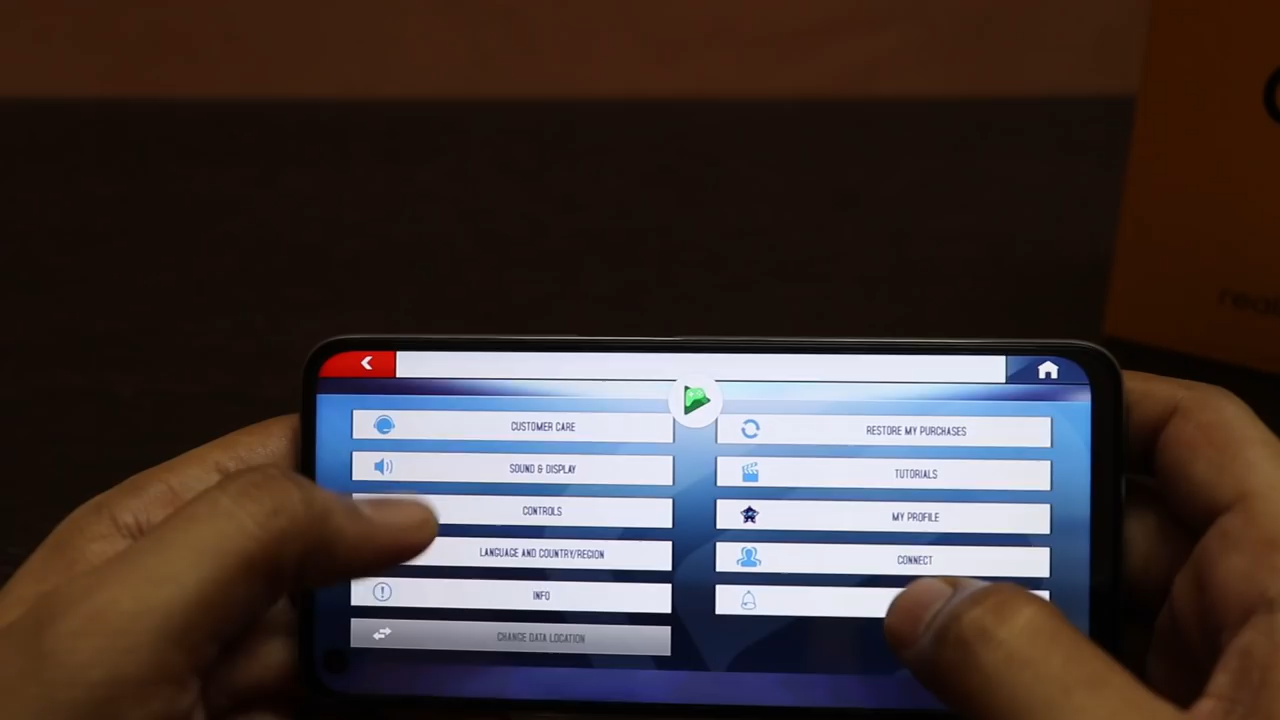 CUSTOMER CARE
SOUND & DISPLAY
CONTROLS
LANGUAGE AND COUNTRY/REGION
INFO
CHANGE DATA LOCATION
RESTORE MY PURCHASES
TUTORIALS
MY PROFILE
CONNECT